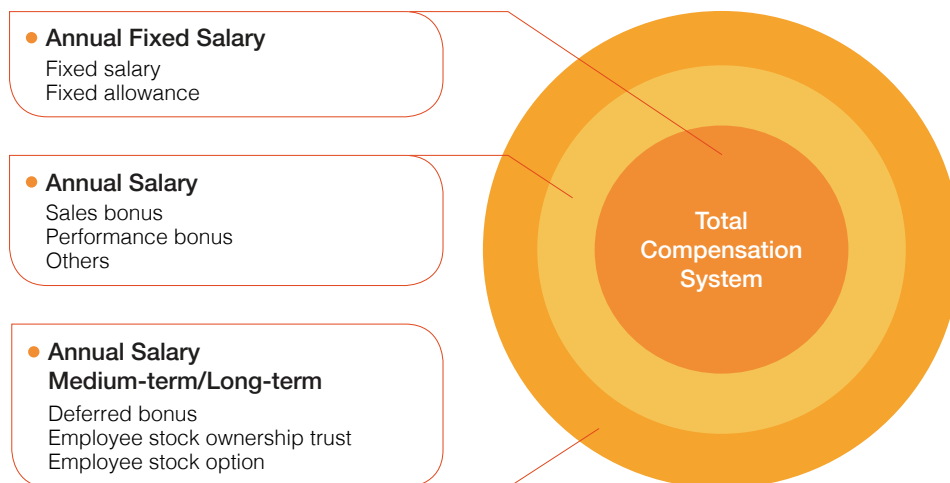 Annual Fixed Salary
Fixed salary
Fixed allowance
Annual Salary
Sales bonus
Performance bonus
Others
Annual Salary
Medium-term/Long-term
Deferred bonus
Employee stock ownership trust
Employee stock option
Total
Compensation
System